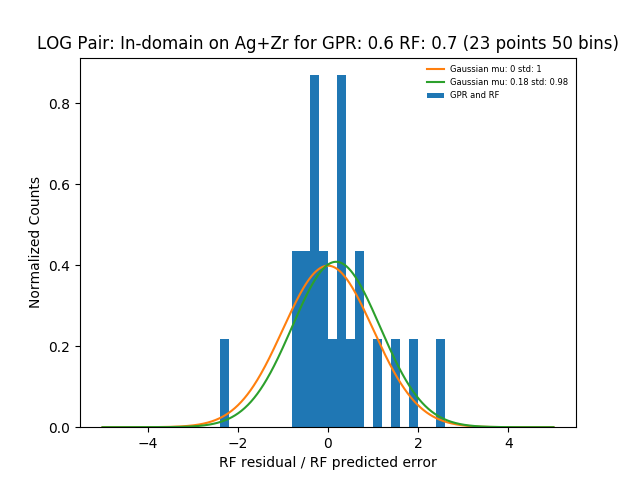 LOG Pair: In-domain on Ag+Zr for GPR: 0.6 RF: 0.7 (23 points 50 bins)
Gaussian mu: 0 std: 1
Gaussian mu: 0.18 std: 0.98
GPR and RF
Normalized Counts
0.8
0.6
0.4
0.2
0.0
−4
−2
0
2
4
RF residual / RF predicted error